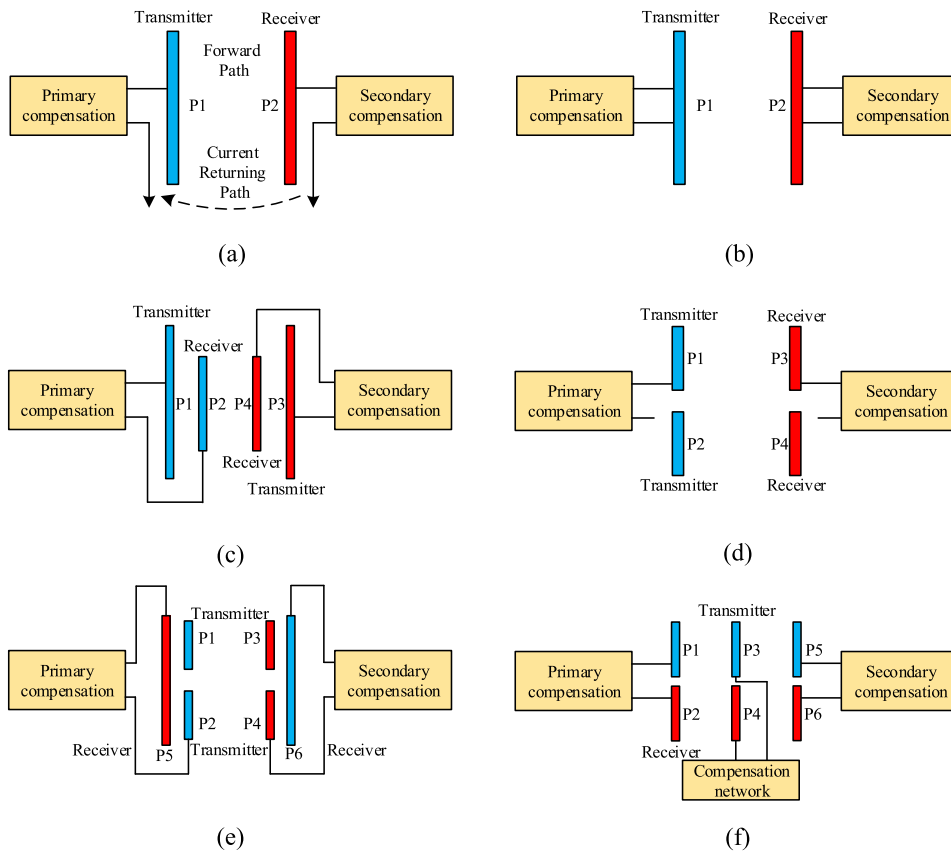 Transmitter
Receiver
Forward
Path
Primary
compensation
P1
P2
Secondary
compensation
Current
Returning
Path
(a)
Primary
compensation
P1
P2
Secondary
compensation
(b)
Transmitter
Receiver
Primary
compensation
P1
P2
P4
P3
Secondary
compensation
Receiver
Transmitter
(c)
Transmitter
Receiver
P1
P3
Primary
compensation
Secondary
compensation
P2
P4
Transmitter
Receiver
(d)
Transmitter
P1
P3
Primary
compensation
Secondary
compensation
P2
P4
Receiver
P5
Transmitter
P6
Receiver
(e)
Transmitter
P1
P3
P5
Primary
compensation
Secondary
compensation
P2
P4
P6
Receiver
Compensation
network
(f)